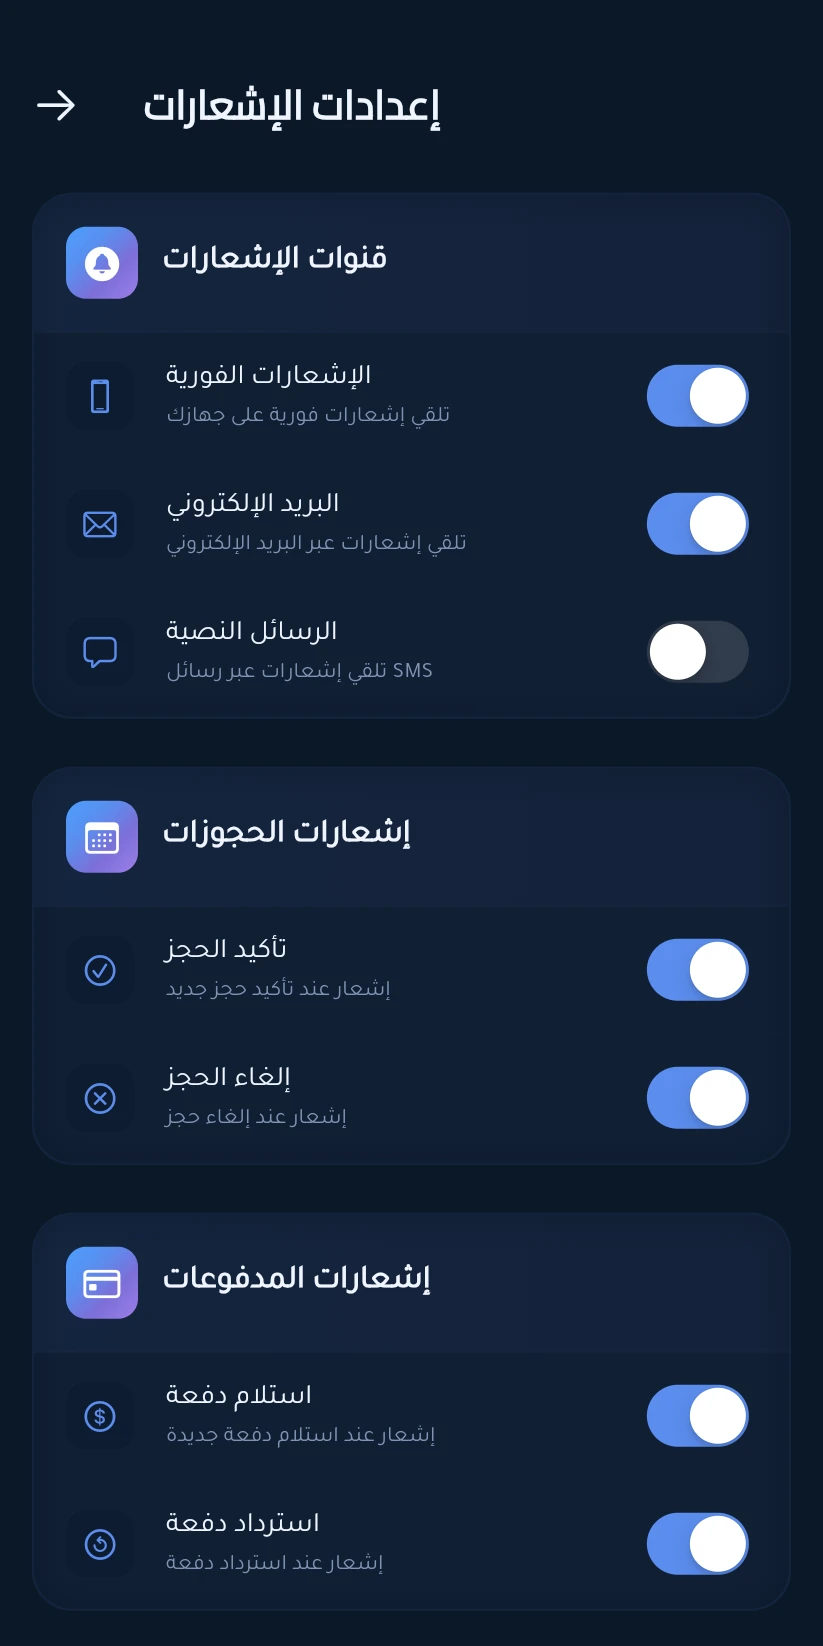 إعدادات الإشعارات
قنوات الإشعارات
الإشعارات الفورية
تلقي إشعارات فورية على جهازك
البريد الإلكتروني
تلقي إشعارات عبر البريد الإلكتروني
الرسائل النصية
تلقي إشعارات عبر رسائل SMS
إشعارات الحجوزات
تأكيد الحجز
إشعار عند تأكيد حجز جديد
إلغاء الحجز
إشعار عند إلغاء حجز
إشعارات المدفوعات
استلام دفعة
إشعار عند استلام دفعة جديدة
استرداد دفعة
إشعار عند استرداد دفعة